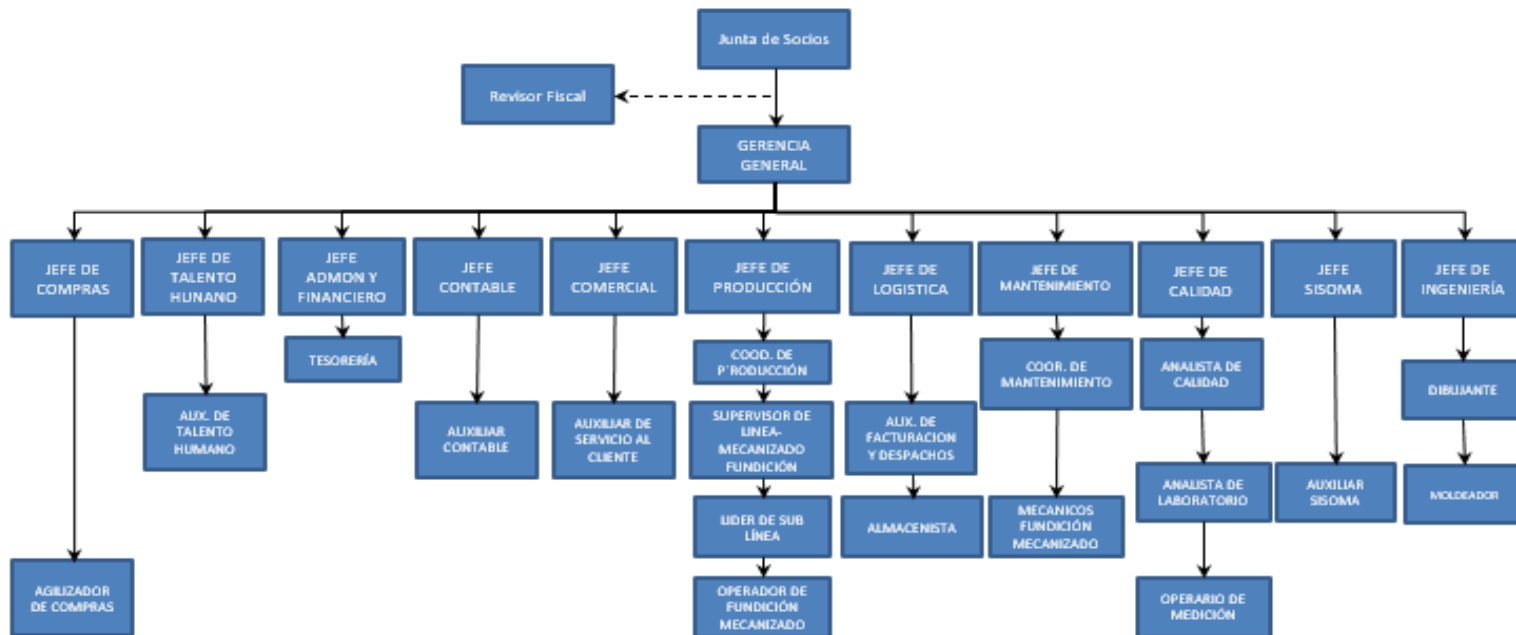 Junta de Socios
Revisor Fiscal
GERENCIA
GENERAL
JEFE DE
COMPRAS
JEFE DE
TALENTO
HUNANO
JEFE
ADMON Y
FINANCIERO
JEFE
CONTABLE
JEFE
COMERCIAL
JEFE DE
PRODUCCIÓN
JEFE DE
LOGISTICA
JEFE DE
MANTENIMIENTO
JEFE DE
CALIDAD
JEFE
SISOMA
JEFE DE
INGENIERÍA
TESORERÍA
COOD. DE
P`RODUCCIÓN
COOR. DE
MANTENIMIENTO
ANALISTA DE
CALIDAD
DIBUJANTE
AUX. DE
TALENTO
HUMANO
AUXILIAR
CONTABLE
AUXILIAR DE
SERVICIO AL
CLIENTE
SUPERVISOR DE
LINEA-
MECANIZADO
FUNDICIÓN
AUX. DE
FACTURACION
Y DESPACHOS
ANALISTA DE
LABORATORIO
AUXILIAR
SISOMA
MOLDEADOR
LIDER DE SUB
LÍNEA
ALMACENISTA
MECANICOS
FUNDICIÓN
MECANIZADO
AGILIZADOR
DE COMPRAS
OPERADOR DE
FUNDICIÓN
MECANIZADO
OPERARIO DE
MEDICIÓN